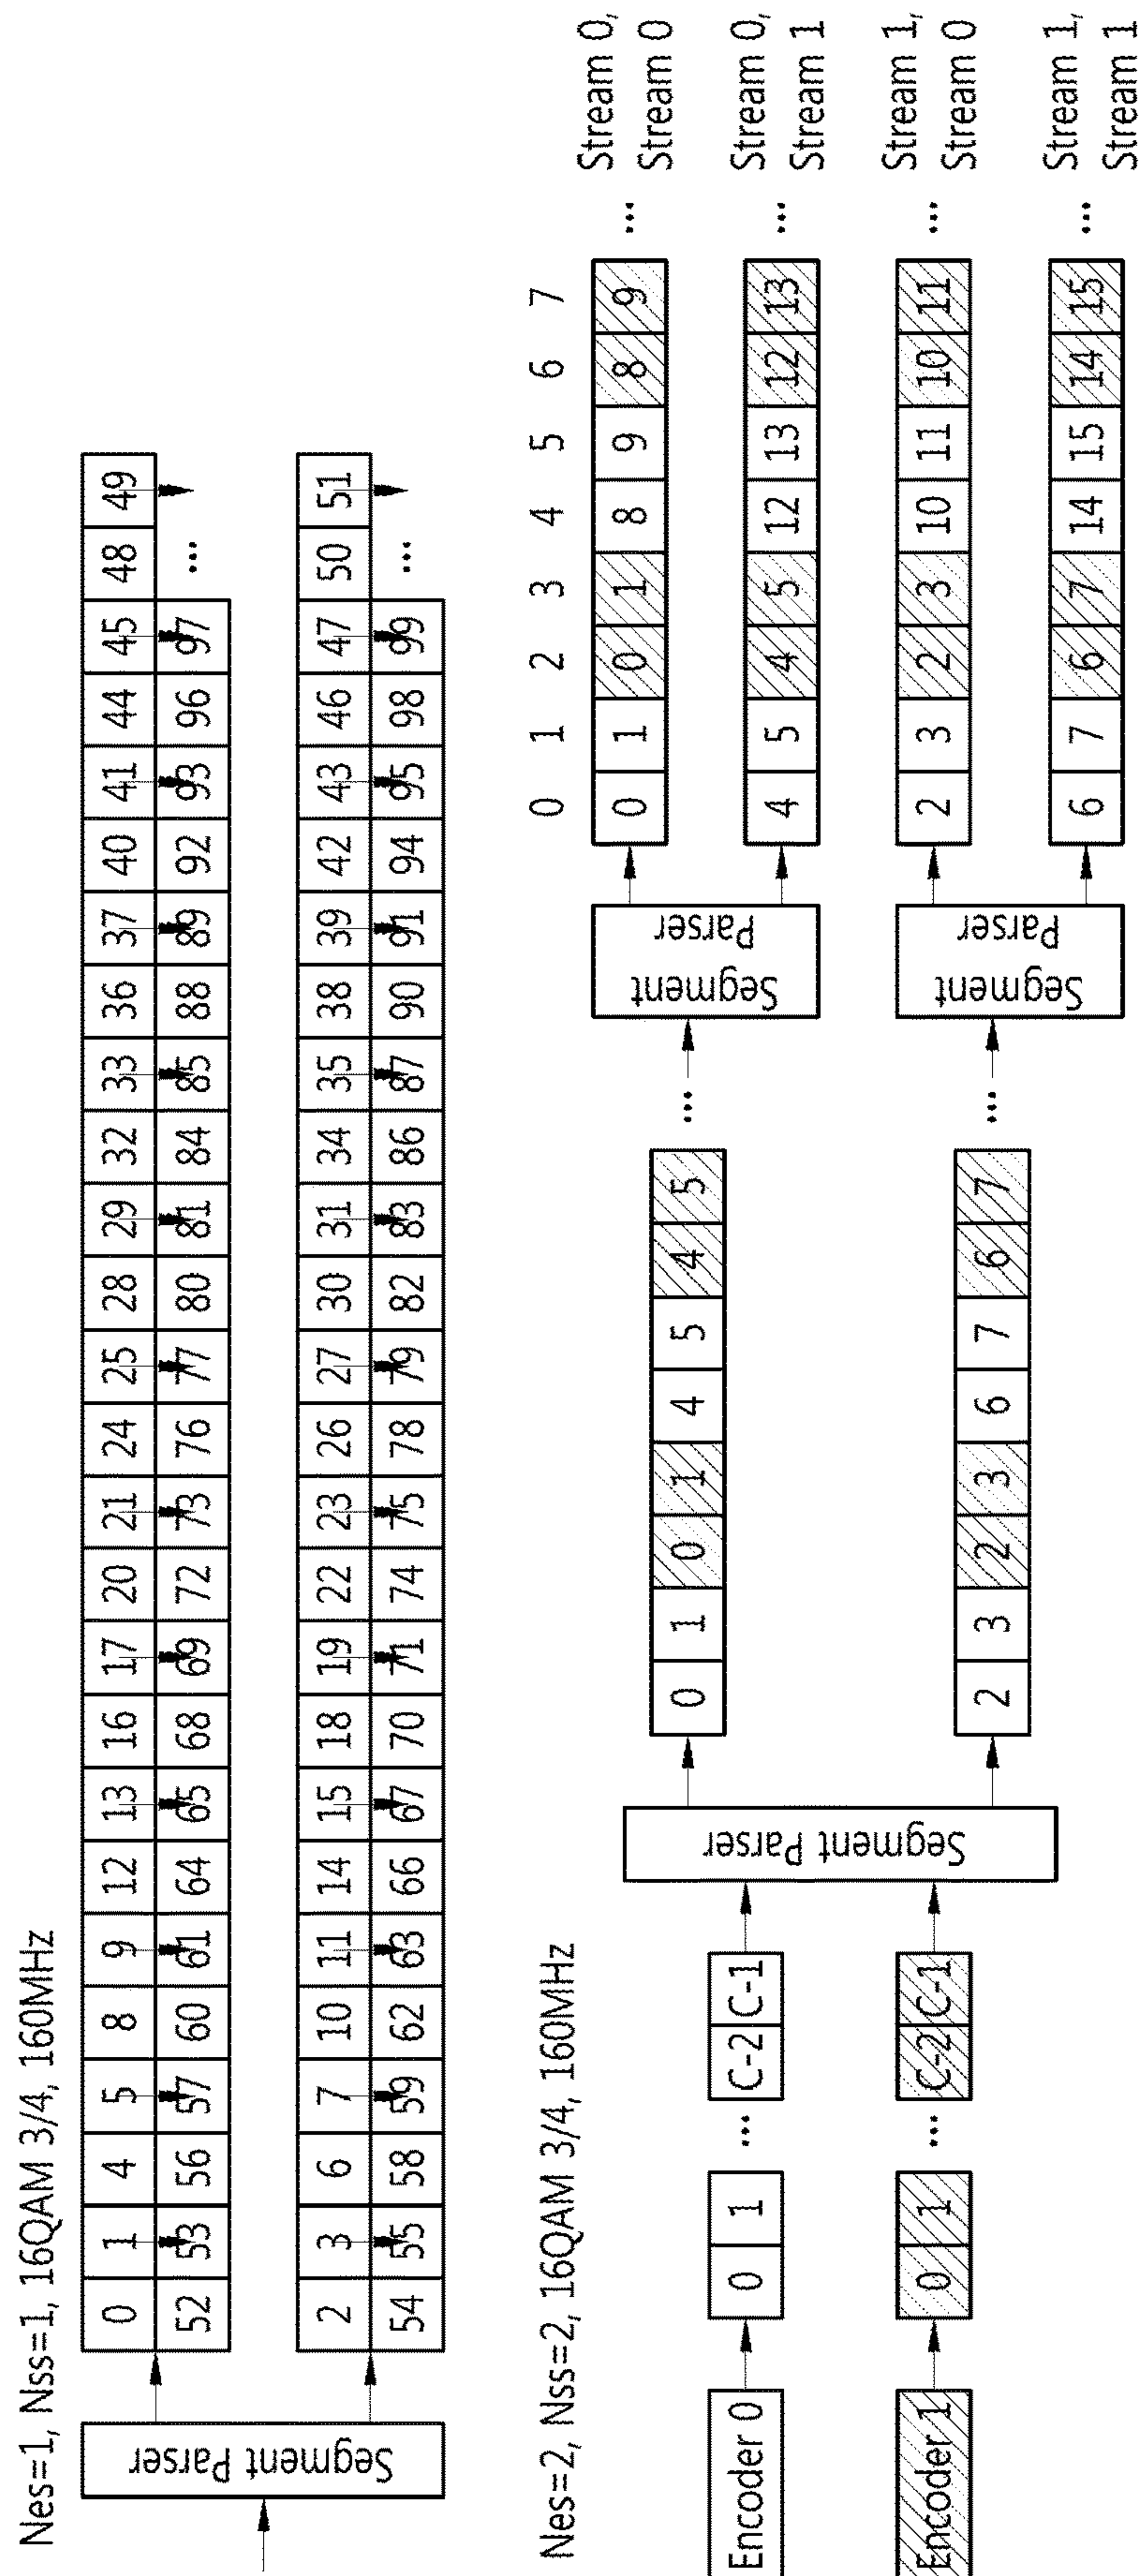 Nes=1, Nss=1, 16QAM 3/4, 160MHz
Segment Parser
0 1 4 5 8 9 12 13 16 17 20 21 24 25 28 29 32 33 36 37 40 41 44 45 48 49
52 53 56 57 60 61 64 65 68 69 72 73 76 77 80 81 84 85 88 89 92 93 96 97 ...
2 3 6 7 10 11 14 15 18 19 22 23 26 27 30 31 34 35 38 39 42 43 46 47 50 51
54 55 58 59 62 63 66 67 70 71 74 75 78 79 82 83 86 87 90 91 94 95 98 99 ...
Nes=2, Nss=2, 16QAM 3/4, 160MHz
Encoder 0
0 1 ... C-2 C-1
Encoder 1
0 1 ... C-2 C-1
Segment Parser
0 1 0 1 4 5 4 5 ...
2 3 2 3 6 7 6 7 ...
Segment
Parser
Segment
Parser
0 1 2 3 4 5 6 7
0 1 0 1 8 9 8 9 ...
Stream 0,
Stream 0
4 5 4 5 12 13 12 13 ...
Stream 0,
Stream 1
2 3 2 3 10 11 10 11 ...
Stream 1,
Stream 0
6 7 6 7 14 15 14 15 ...
Stream 1,
Stream 1